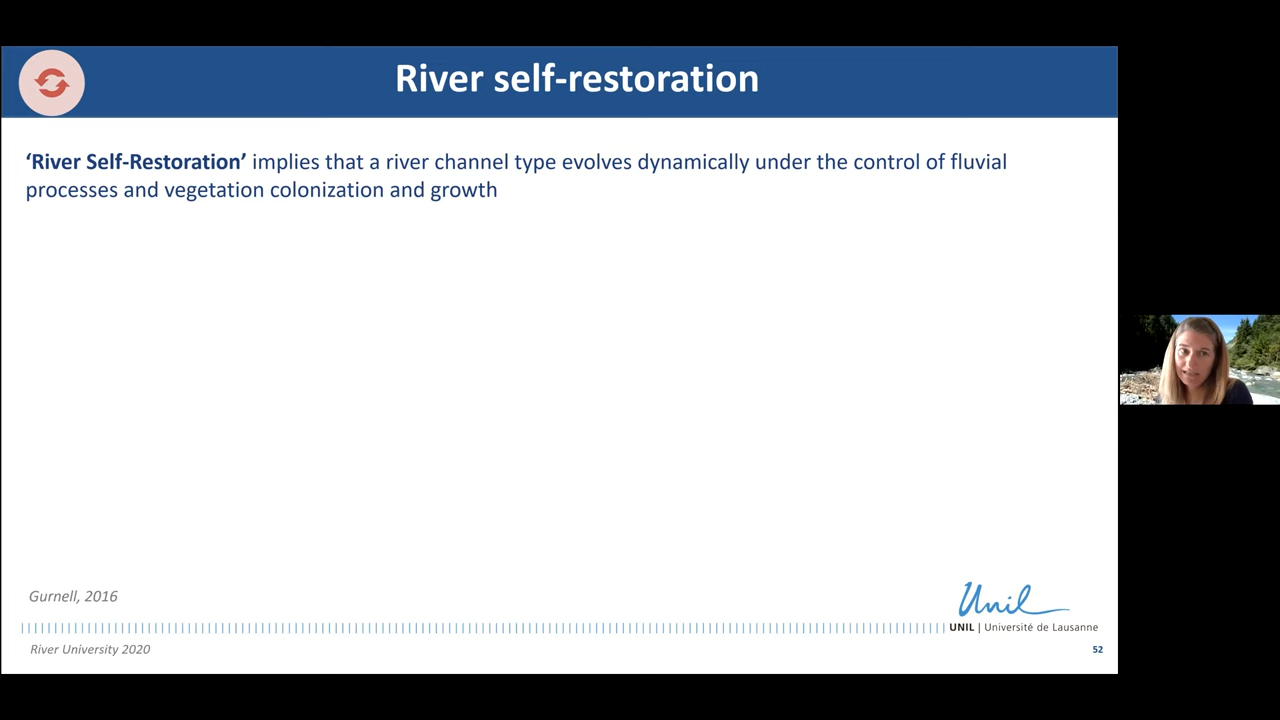 River self-restoration
‘River Self-Restoration’ implies that a river channel type evolves dynamically under the control of fluvial
processes and vegetation colonization and growth
Gurnell, 2016
Unil
UNIL | Université de Lausanne
River University 2020
52